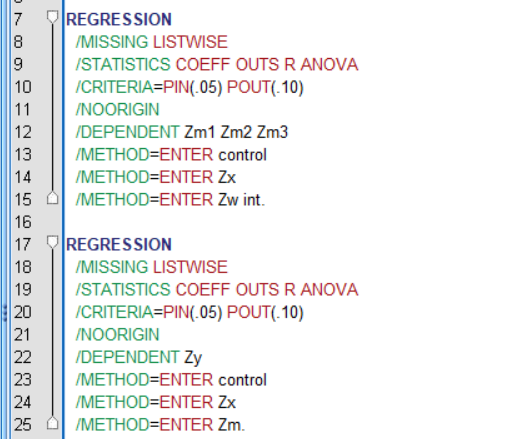 7 REGRESSION
8 /MISSING LISTWISE
9 /STATISTICS COEFF OUTS R ANOVA
10 /CRITERIA=PIN(.05) POUT(.10)
11 /NOORIGIN
12 /DEPENDENT Zm1 Zm2 Zm3
13 /METHOD=ENTER control
14 /METHOD=ENTER Zx
15 /METHOD=ENTER Zw int.
16
17 REGRESSION
18 /MISSING LISTWISE
19 /STATISTICS COEFF OUTS R ANOVA
20 /CRITERIA=PIN(.05) POUT(.10)
21 /NOORIGIN
22 /DEPENDENT Zy
23 /METHOD=ENTER control
24 /METHOD=ENTER Zx
25 /METHOD=ENTER Zm.